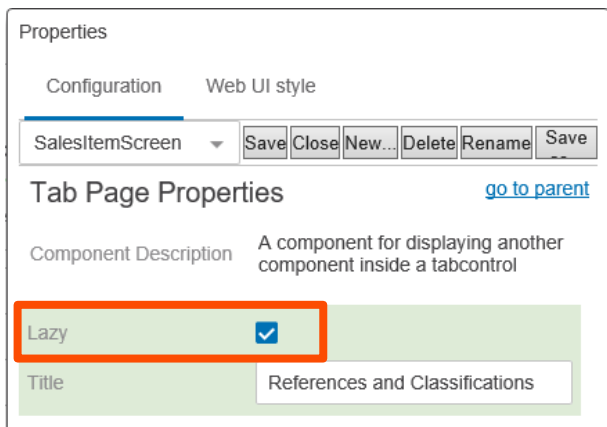 Properties
Configuration Web UI style
SalesItemScreen Save Close New... Delete Rename Save
Tab Page Properties go to parent
Component Description A component for displaying another
component inside a tabcontrol
Lazy
Title References and Classifications